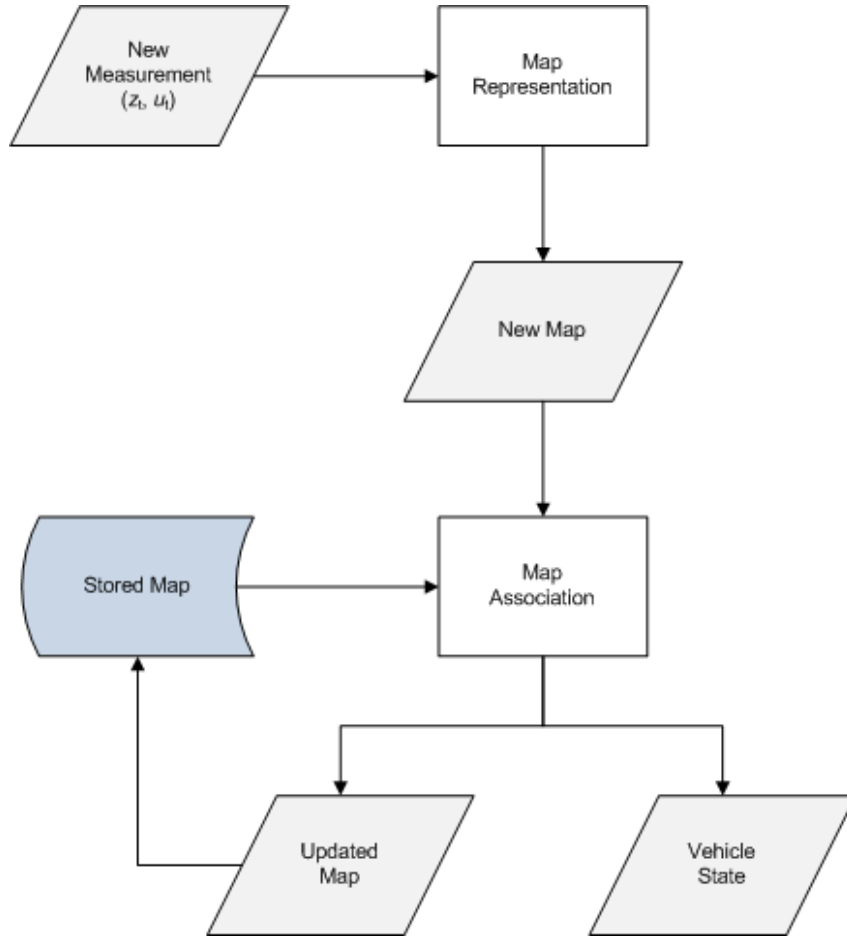 New
Measurement
(zt, ut)
Map
Representation
New Map
Stored Map
Map
Association
Updated
Map
Vehicle
State